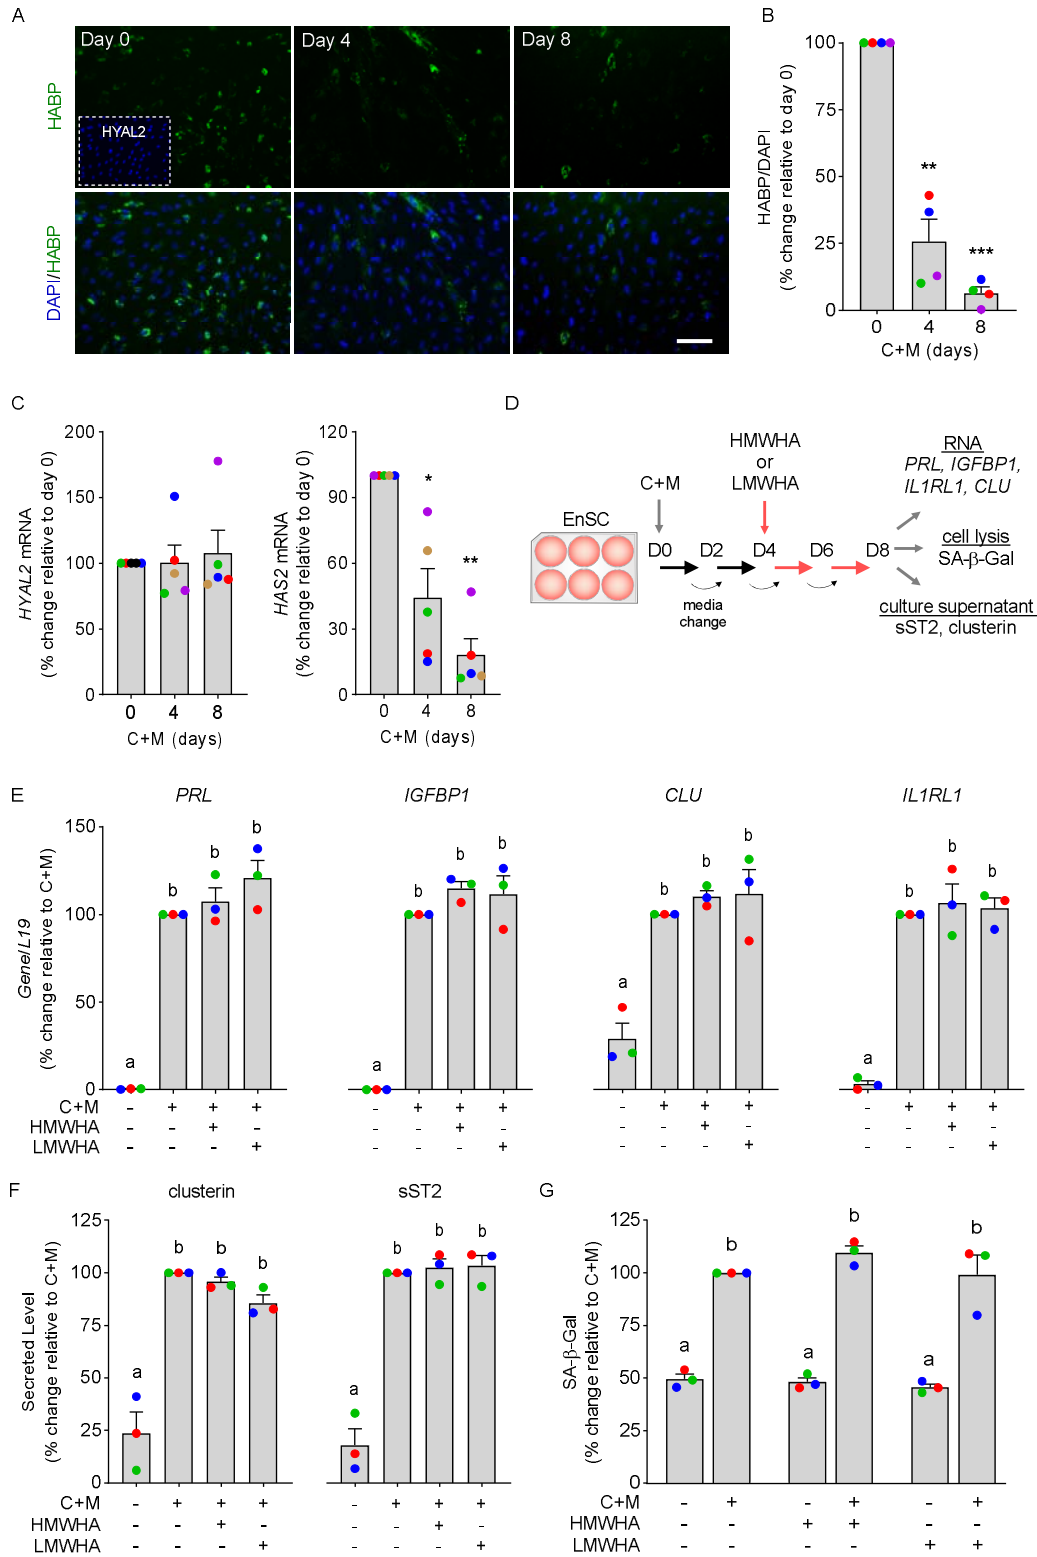 A
Day 0
Day 4
Day 8
HABP
HYAL2
DAPI/HABP
B
HABP/DAPI
(% change relative to day 0)
100
75
50
25
0
**
***
0 4 8
C+M (days)
C
HYAL2 mRNA
(% change relative to day 0)
200
150
100
50
0
0 4 8
C+M (days)
HAS2 mRNA
(% change relative to day 0)
120
90
60
30
0
*
**
0 4 8
C+M (days)
D
HMWHA
or
LMWHA
C+M
EnSC
D0 D2 D4 D6 D8
media
change
RNA
PRL, IGFBP1,
IL1RL1, CLU
cell lysis
SA-β-Gal
culture supernatant
sST2, clusterin
E
PRL
IGFBP1
CLU
IL1RL1
Gene/L19
(% change relative to C+M)
150
100
50
0
a b b b
a b b b
a b b b
a b b b
C+M - + + + - + + + - + + + - + + +
HMWHA - - + - - - + - - - + - - - + -
LMWHA - - - + - - - + - - - + - - - +
F
clusterin
sST2
Secreted Level
(% change relative to C+M)
125
100
75
50
25
0
a b b b
a b b b
C+M - + + + - + + +
HMWHA - - + - - - + -
LMWHA - - - + - - - +
G
SA-β-Gal
(% change relative to C+M)
125
100
75
50
25
0
a b a b a b
C+M - + - + - +
HMWHA - - + + - -
LMWHA - - - - + +